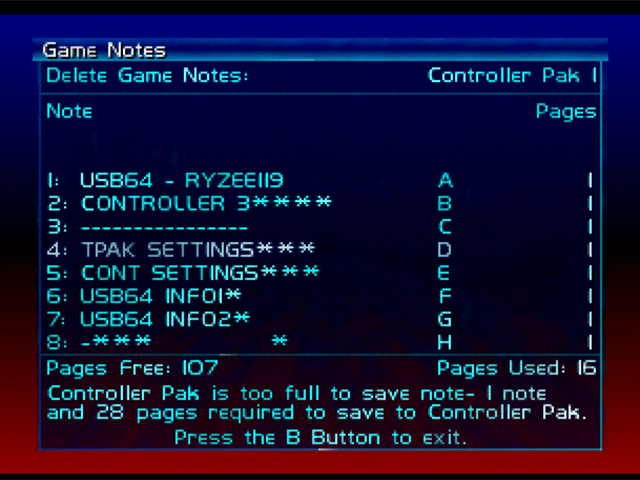 Game Notes
Delete Game Notes: Controller Pak 1
Note Pages
1: USB64 - RYZEE119 A 1
2: CONTROLLER 3**** B 1
3: ---------------- C 1
4: TPAK SETTINGS*** D 1
5: CONT SETTINGS*** E 1
6: USB64 INFO1* F 1
7: USB64 INFO2* G 1
8: -*** * H 1
Pages Free: 107 Pages Used: 16
Controller Pak is too full to save note- 1 note
and 28 pages required to save to Controller Pak.
Press the B Button to exit.